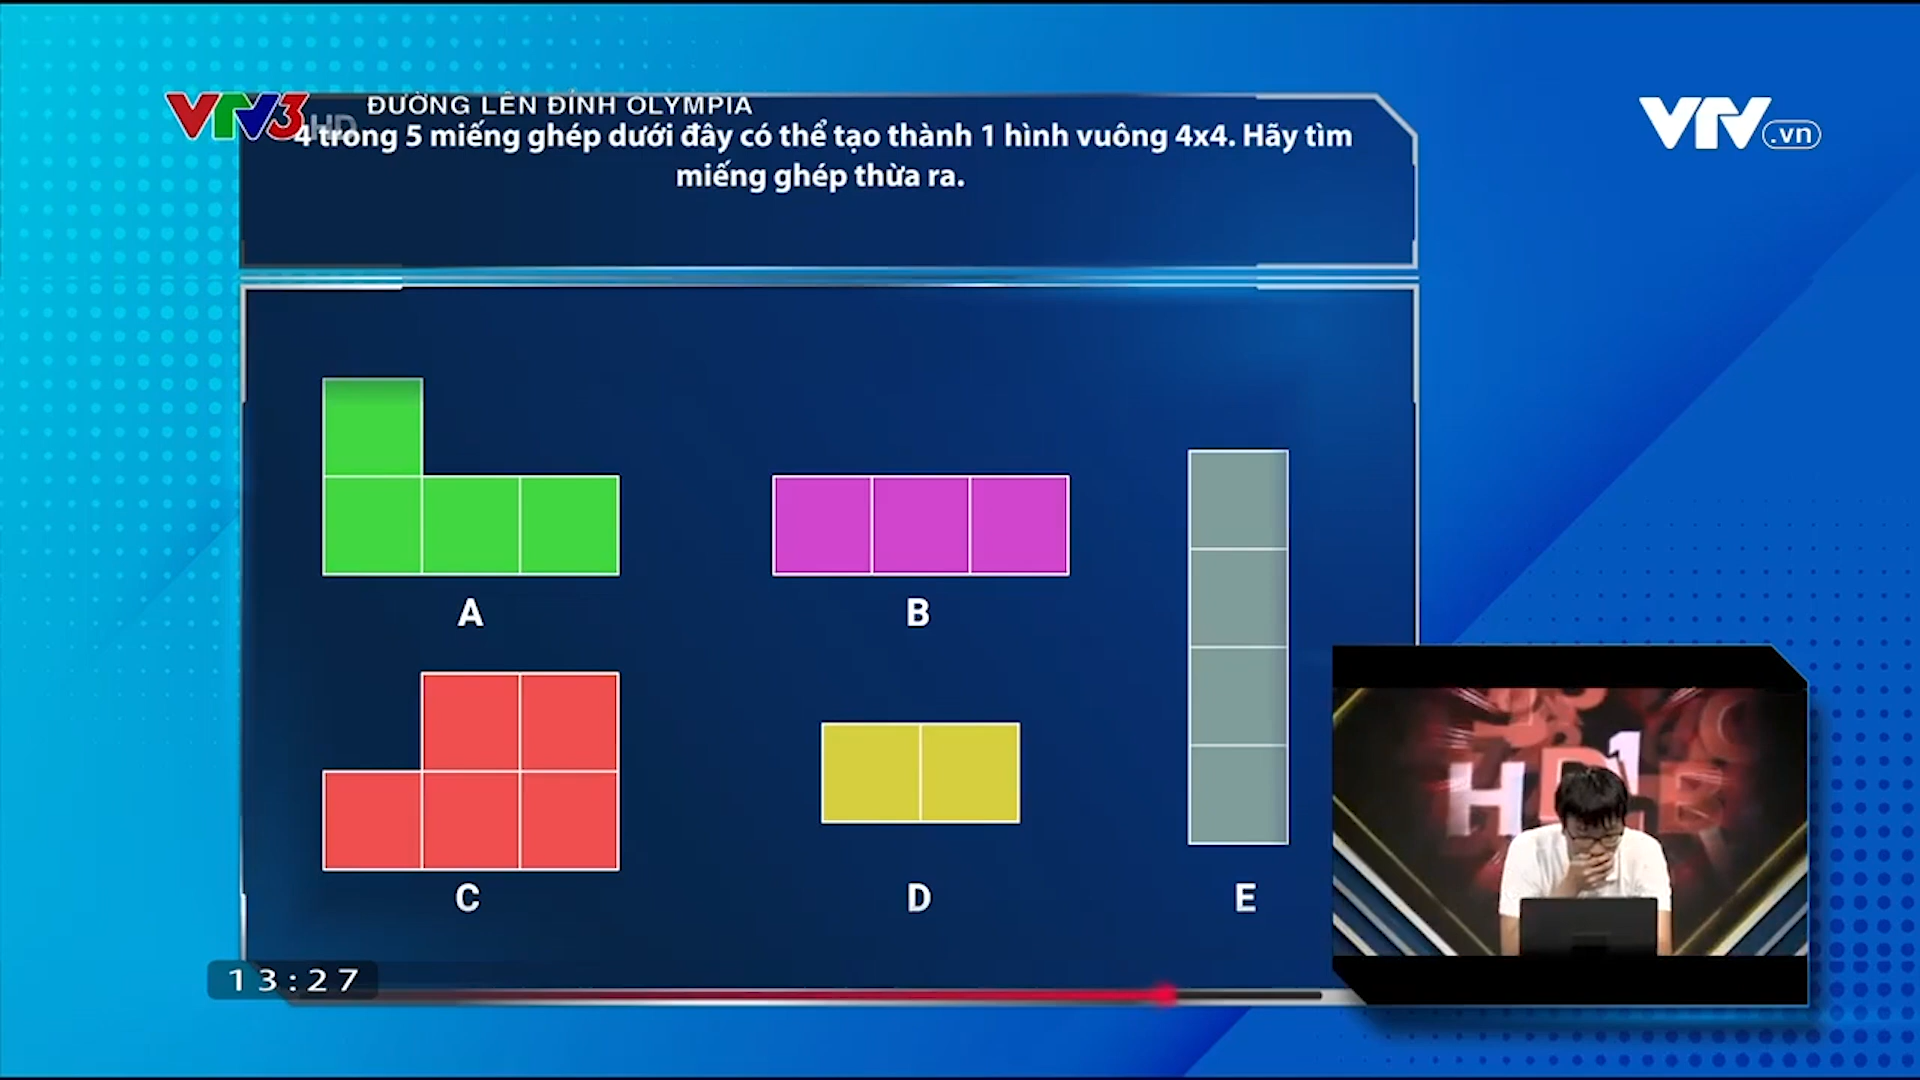 VTV3
HD
ĐƯỜNG LÊN ĐỈNH OLYMPIA
VTV.vn
4 trong 5 miếng ghép dưới đây có thể tạo thành 1 hình vuông 4x4. Hãy tìm
miếng ghép thừa ra.
A
B
C
D
E
13:27